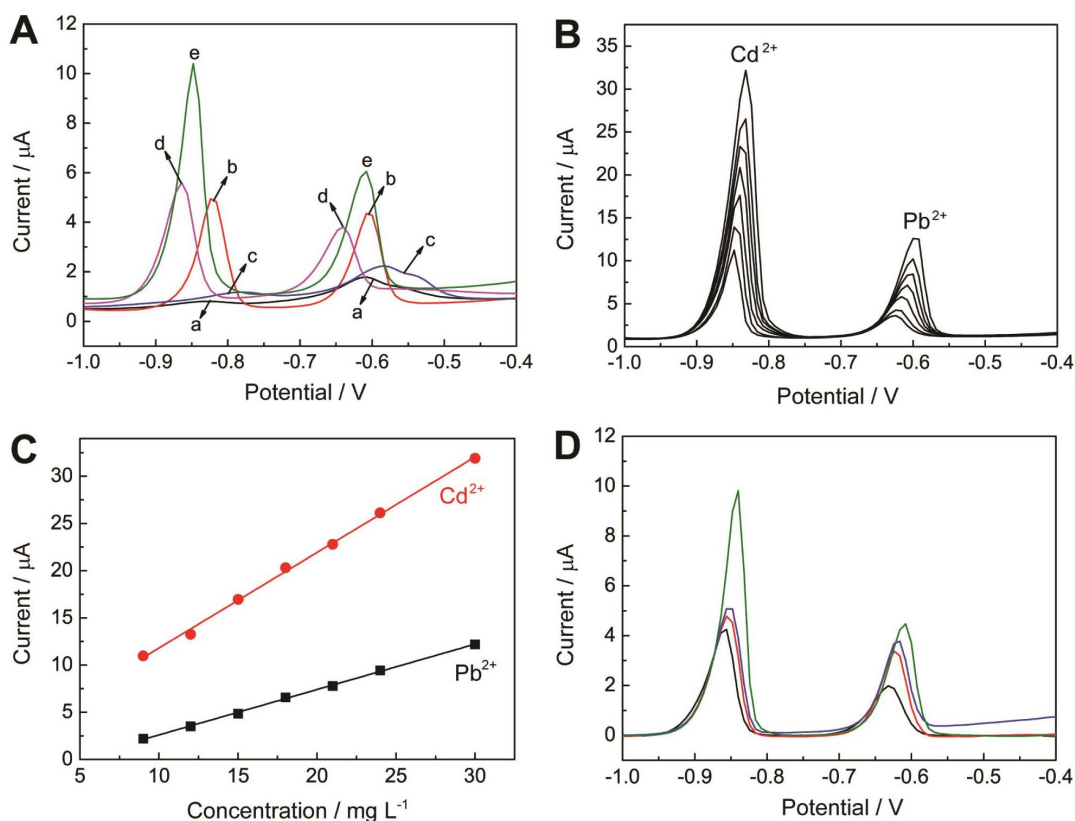 A
12
10
8
6
4
2
0
Current / μA
e
d
b
c
a
e
d
b
c
a
-1.0 -0.9 -0.8 -0.7 -0.6 -0.5 -0.4
Potential / V
B
35
30
25
20
15
10
5
0
Current / μA
Cd²⁺
Pb²⁺
-1.0 -0.9 -0.8 -0.7 -0.6 -0.5 -0.4
Potential / V
C
30
25
20
15
10
5
0
Current / μA
Cd²⁺
Pb²⁺
5 10 15 20 25 30
Concentration / mg L⁻¹
D
12
10
8
6
4
2
0
Current / μA
-1.0 -0.9 -0.8 -0.7 -0.6 -0.5 -0.4
Potential / V